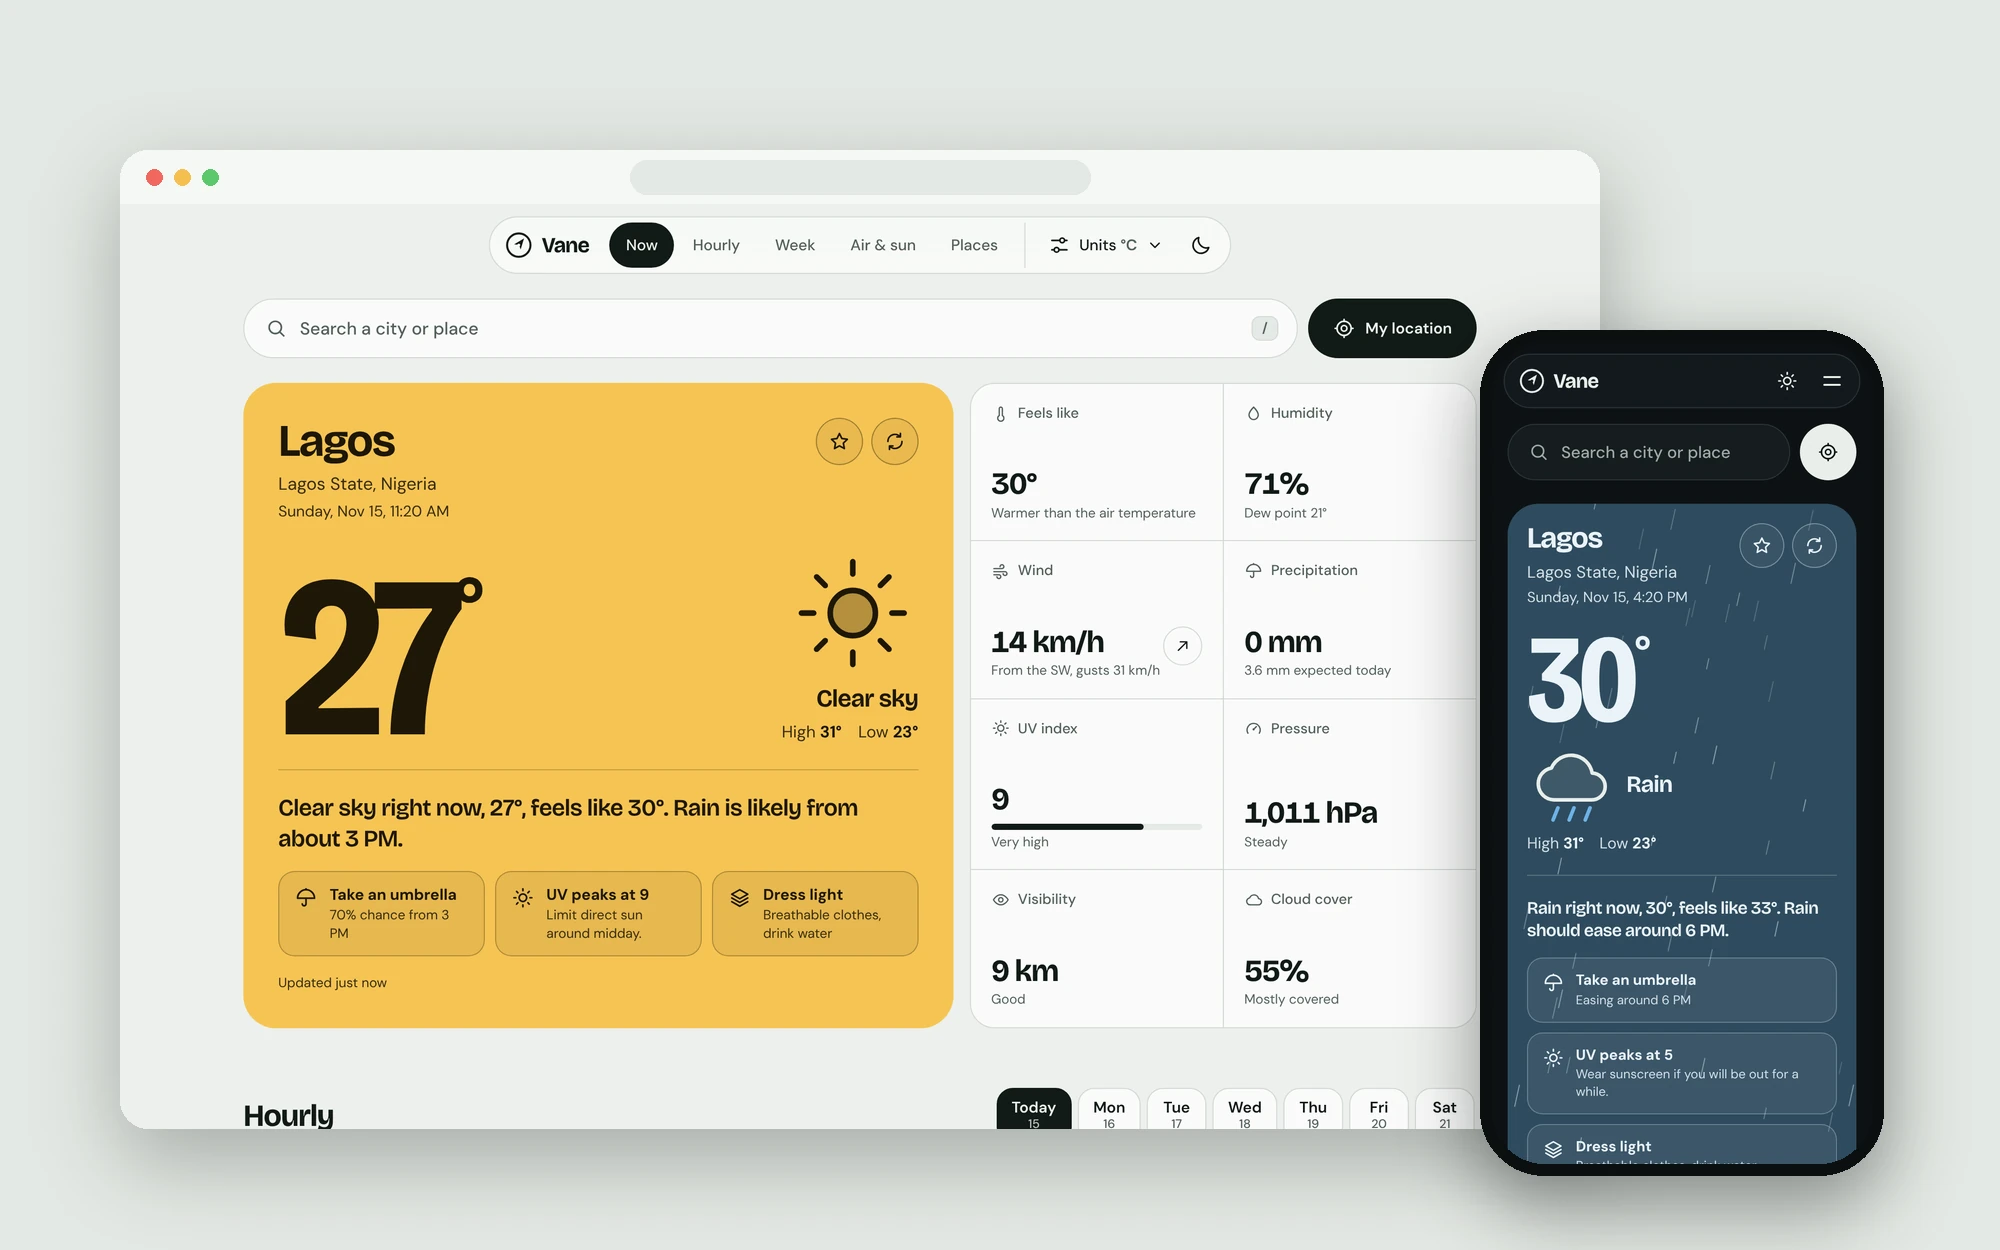 Vane
Now
Hourly
Week
Air & sun
Places
Units °C
Search a city or place
/
My location
Lagos
Lagos State, Nigeria
Sunday, Nov 15, 11:20 AM
27°
Clear sky
High 31° Low 23°
Clear sky right now, 27°, feels like 30°. Rain is likely from
about 3 PM.
Take an umbrella
70% chance from 3
PM
UV peaks at 9
Limit direct sun
around midday.
Dress light
Breathable clothes,
drink water
Updated just now
Feels like
30°
Warmer than the air temperature
Humidity
71%
Dew point 21°
Wind
14 km/h
From the SW, gusts 31 km/h
Precipitation
0 mm
3.6 mm expected today
UV index
9
Very high
Pressure
1,011 hPa
Steady
Visibility
9 km
Good
Cloud cover
55%
Mostly covered
Hourly
Today
15
Mon
16
Tue
17
Wed
18
Thu
19
Fri
20
Sat
21
Vane
Search a city or place
Lagos
Lagos State, Nigeria
Sunday, Nov 15, 4:20 PM
30°
Rain
High 31° Low 23°
Rain right now, 30°, feels like 33°. Rain
should ease around 6 PM.
Take an umbrella
Easing around 6 PM
UV peaks at 5
Wear sunscreen if you will be out for a
while.
Dress light